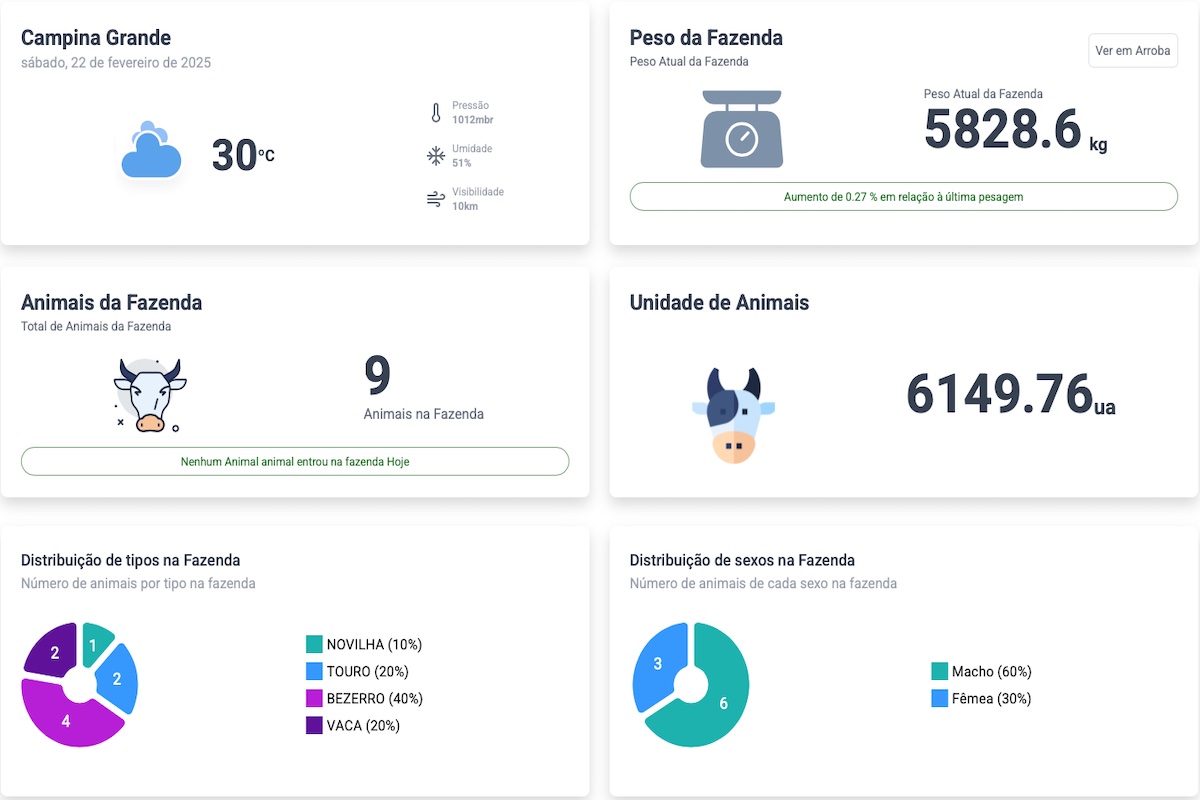 Campina Grande
sábado, 22 de fevereiro de 2025
30ºC
Pressão
1012mbr
Umidade
51%
Visibilidade
10km
Peso da Fazenda
Peso Atual da Fazenda
Ver em Arroba
Peso Atual da Fazenda
5828.6 kg
Aumento de 0.27 % em relação à última pesagem
Animais da Fazenda
Total de Animais da Fazenda
9
Animais na Fazenda
Nenhum Animal animal entrou na fazenda Hoje
Unidade de Animais
6149.76ua
Distribuição de tipos na Fazenda
Número de animais por tipo na fazenda
2
1
2
4
NOVILHA (10%)
TOURO (20%)
BEZERRO (40%)
VACA (20%)
Distribuição de sexos na Fazenda
Número de animais de cada sexo na fazenda
3
6
Macho (60%)
Fêmea (30%)